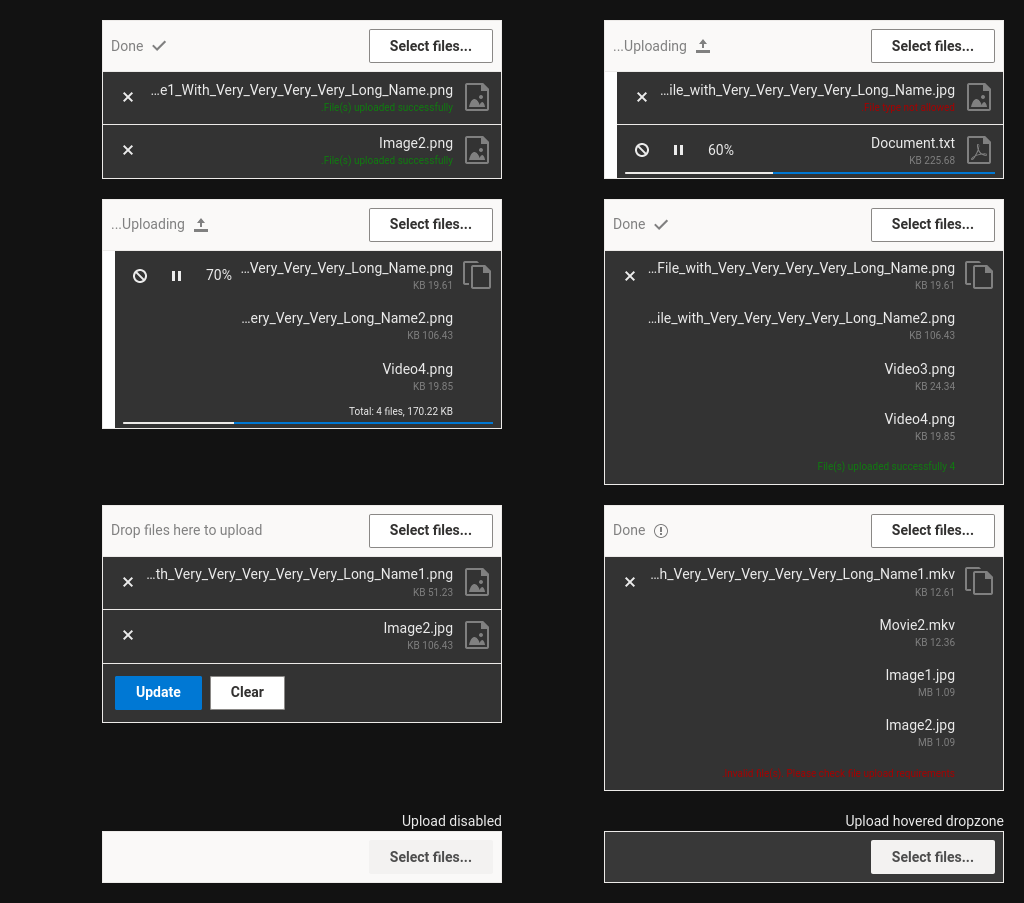 Done
Select files...
...e1_With_Very_Very_Very_Very_Long_Name.png
File(s) uploaded successfully
Image2.png
File(s) uploaded successfully
...Uploading
Select files...
...ile_with_Very_Very_Very_Very_Long_Name.jpg
60%
Document.txt
KB 225.68
...Uploading
Select files...
70%
...Very_Very_Very_Long_Name.png
KB 19.61
...ery_Very_Very_Long_Name2.png
KB 106.43
Video4.png
KB 19.85
Total: 4 files, 170.22 KB
Done
Select files...
...File_with_Very_Very_Very_Very_Long_Name.png
KB 19.61
...ile_with_Very_Very_Very_Very_Long_Name2.png
KB 106.43
Video3.png
KB 24.34
Video4.png
KB 19.85
File(s) uploaded successfully 4
Drop files here to upload
Select files...
...th_Very_Very_Very_Very_Very_Long_Name1.png
KB 51.23
Image2.jpg
KB 106.43
Update
Clear
Done
Select files...
...h_Very_Very_Very_Very_Very_Long_Name1.mkv
KB 12.61
Movie2.mkv
KB 12.36
Image1.jpg
MB 1.09
Image2.jpg
MB 1.09
Upload disabled
Select files...
Upload hovered dropzone
Select files...